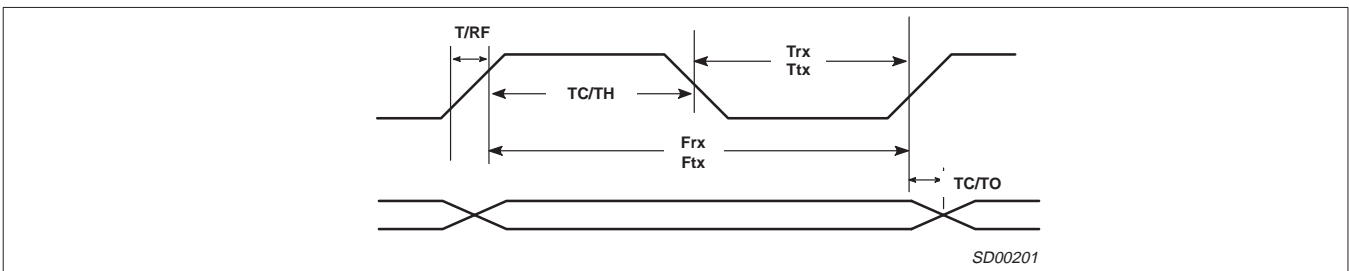 T/RF
Trx
Ttx
TC/TH
Frx
Ftx
TC/TO
SD00201